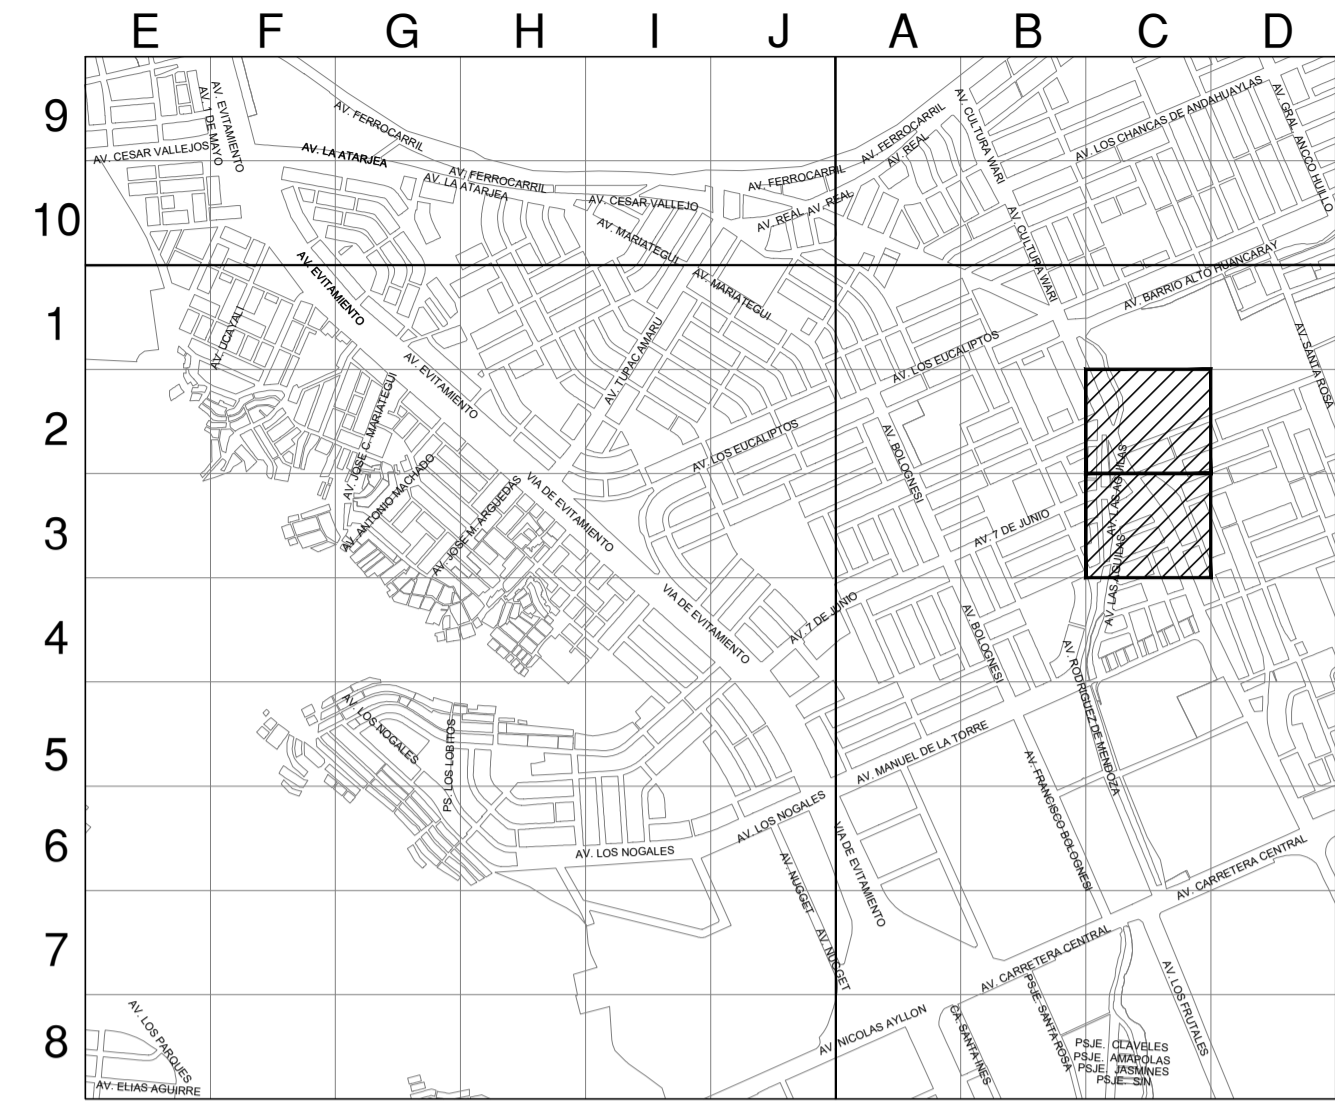 E F G H I J A B C D
9
AV. 1 DE MAYO
AV. EVITAMIENTO
AV. CESAR VALLEJOS
AV. FERROCARRIL
AV. LA ATARJEA
AV. FERROCARRIL
AV. LA ATARJEA
AV. FERROCARRIL
AV. FERROCARRIL
AV. REAL
AV. CULTURA WARI
AV. LOS CHANCAS DE ANDAHUAYLAS
AV. GRAL. ANCCO HUILLO
10
AV. CESAR VALLEJO
AV. MARIATEGUI
AV. REAL
AV. REAL
AV. CULTURA WARI
AV. BARRIO ALTO HUANCARAY
AV. EVITAMIENTO
AV. MARIATEGUI
1
AV. UCAYALI
AV. EVITAMIENTO
AV. TUPAC AMARU
AV. LOS EUCALIPTOS
AV. SANTA ROSA
2
AV. JOSE C. MARIATEGUI
AV. LOS EUCALIPTOS
AV. BOLOGNESI
AV. LAS AGUILAS
3
AV. ANTONIO MACHADO
AV. JOSE M. ARGUEDAS
VIA DE EVITAMIENTO
AV. 7 DE JUNIO
AV. LAS AGUILAS
4
VIA DE EVITAMIENTO
AV. 7 DE JUNIO
AV. BOLOGNESI
AV. RODRIGUEZ DE MENDOZA
5
AV. LOS NOGALES
PS. LOS LOBITOS
AV. MANUEL DE LA TORRE
AV. FRANCISCO BOLOGNESI
6
AV. LOS NOGALES
AV. LOS NOGALES
AV. NUGGET
VIA DE EVITAMIENTO
AV. CARRETERA CENTRAL
7
AV. NUGGET
AV. CARRETERA CENTRAL
AV. LOS FRUTALES
8
AV. LOS PARQUES
AV. ELIAS AGUIRRE
AV. NICOLAS AYLLON
CA. SANTA INES
PSJE. SANTA ROSA
PSJE. CLAVELES
PSJE. AMAPOLAS
PSJE. JASMINES
PSJE. SIN